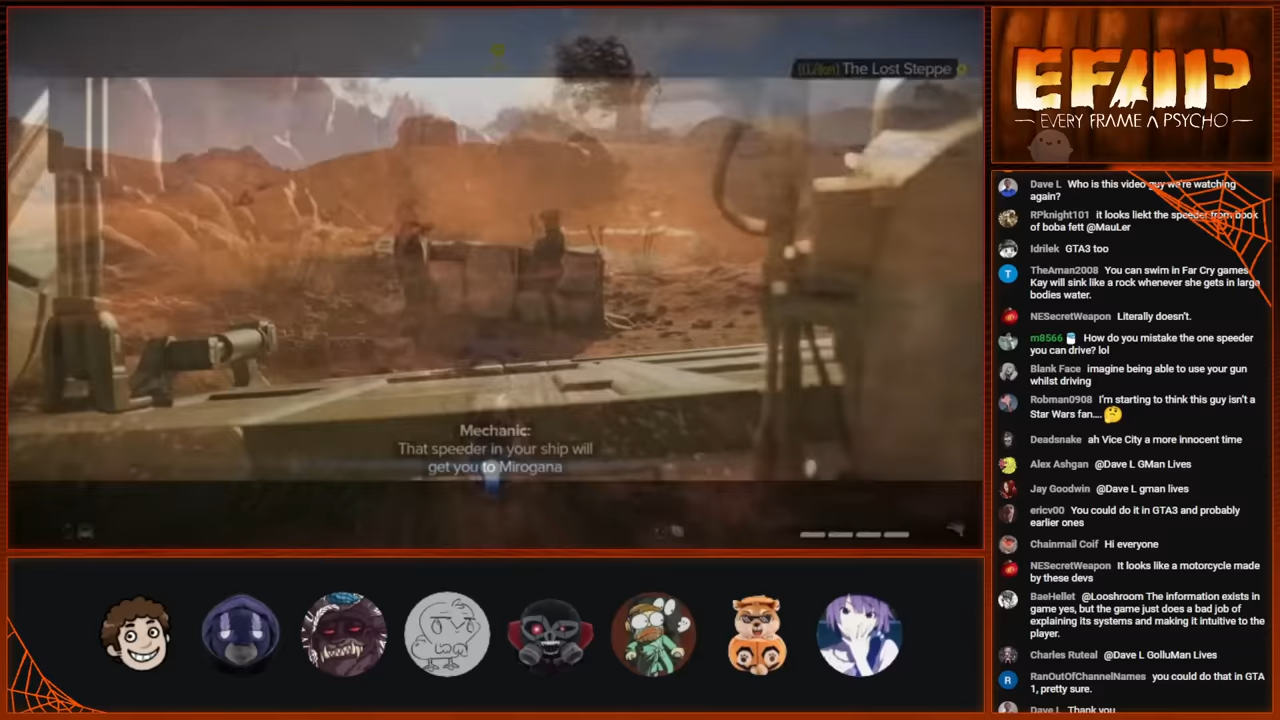 The Lost Steppe
Mechanic:
That speeder in your ship will
get you to Mirogana
EFAIP
EVERY FRAME A PSYCHO
Dave L Who is this video guy we're watching
again?
RPknight101 it looks liekt the speeder from book
of boba fett @MauLer
Idrilek GTA3 too
T
TheAman2008 You can swim in Far Cry games
Kay will sink like a rock whenever she gets in large
bodies water.
NESecretWeapon Literally doesn't.
m8566 How do you mistake the one speeder
you can drive? lol
Blank Face imagine being able to use your gun
whilst driving
Robman0908 I'm starting to think this guy isn't a
Star Wars fan....
Deadsnake ah Vice City a more innocent time
Alex Ashgan @Dave L GMan Lives
Jay Goodwin @Dave L gman lives
ericv00 You could do it in GTA3 and probably
earlier ones
Chainmail Coif Hi everyone
NESecretWeapon It looks like a motorcycle made
by these devs
BaeHellet @Looshroom The information exists in
game yes, but the game just does a bad job of
explaining its systems and making it intuitive to the
player.
Charles Ruteal @Dave L GolluMan Lives
R
RanOutOfChannelNames you could do that in GTA
1, pretty sure.
Dave L Thank you